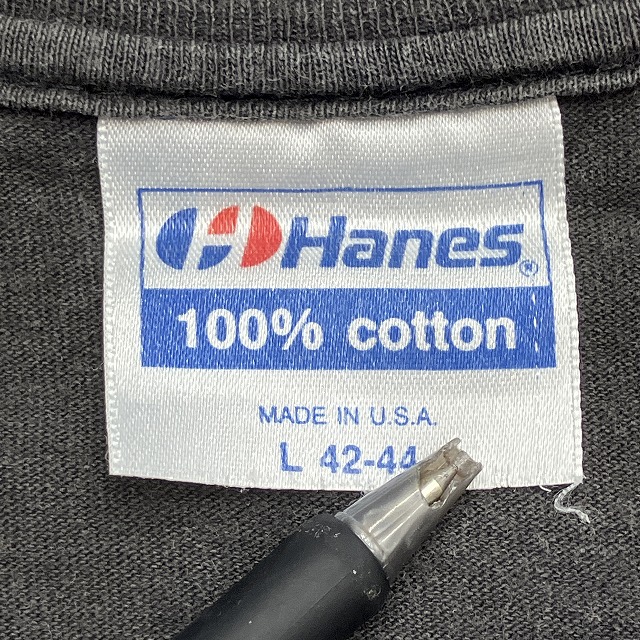 Hanes®
100% cotton
MADE IN U.S.A.
L 42-44